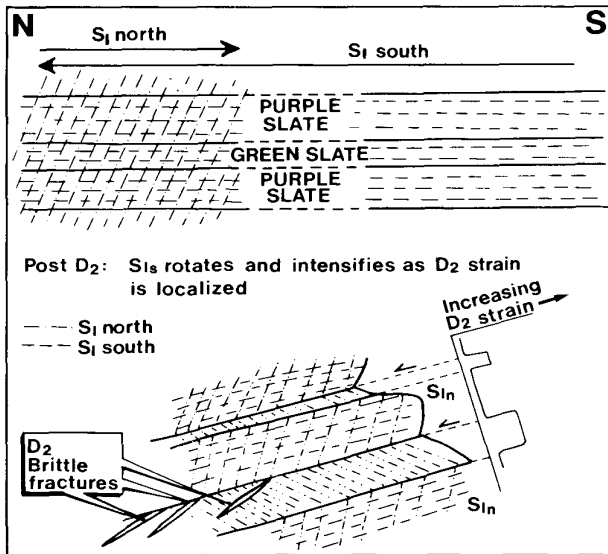 N
S
S₁ north
S₁ south
PURPLE
SLATE
GREEN SLATE
PURPLE
SLATE
Post D₂: S₁s rotates and intensifies as D₂ strain
is localized
S₁ north
S₁ south
Increasing
D₂ strain
S₁n
D₂
Brittle
fractures
S₁n